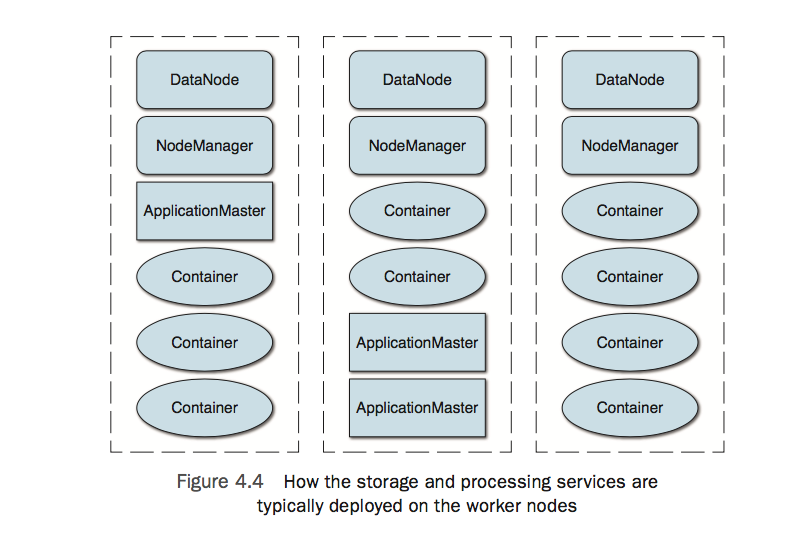 DataNode
NodeManager
ApplicationMaster
Container
Container
Container
DataNode
NodeManager
Container
Container
ApplicationMaster
ApplicationMaster
DataNode
NodeManager
Container
Container
Container
Container
Figure 4.4 How the storage and processing services are
typically deployed on the worker nodes